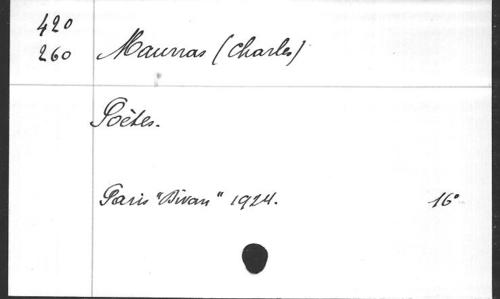 420
260 Maurras (Charles)
Poètes.
Paris "Divan" 1924. 16°